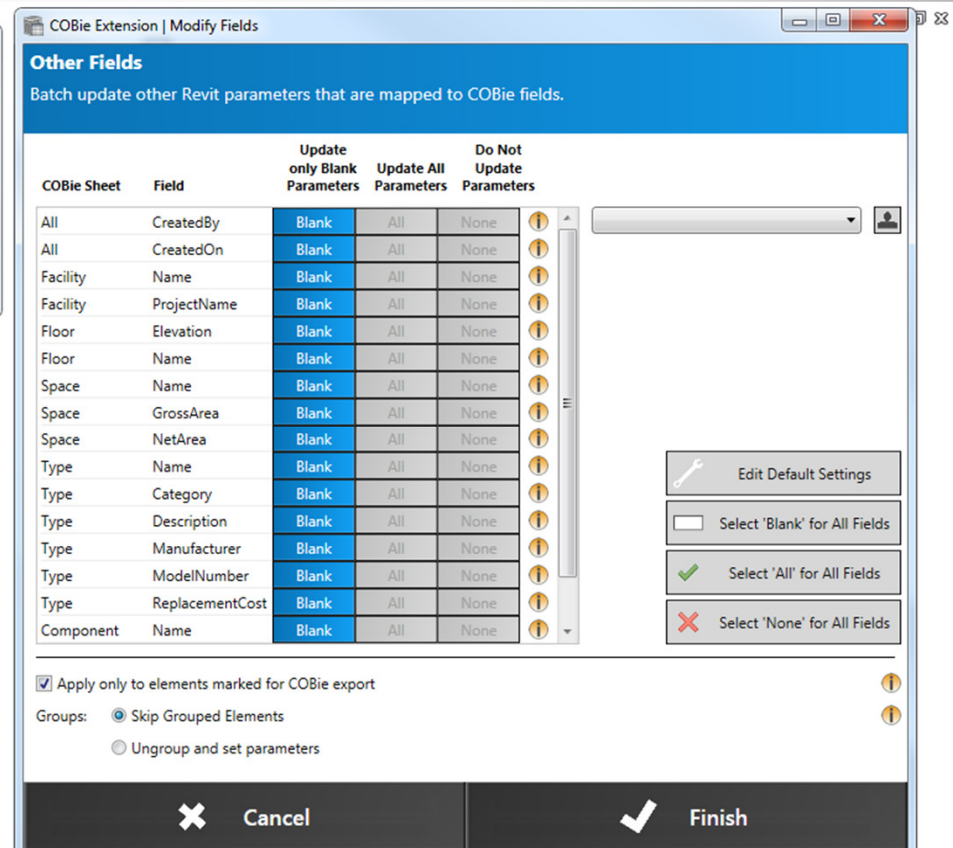 COBie Extension | Modify Fields
Other Fields
Batch update other Revit parameters that are mapped to COBie fields.
COBie Sheet Field Update only Blank Parameters Update All Parameters Do Not Update Parameters
All CreatedBy Blank All None
All CreatedOn Blank All None
Facility Name Blank All None
Facility ProjectName Blank All None
Floor Elevation Blank All None
Floor Name Blank All None
Space Name Blank All None
Space GrossArea Blank All None
Space NetArea Blank All None
Type Name Blank All None
Type Category Blank All None
Type Description Blank All None
Type Manufacturer Blank All None
Type ModelNumber Blank All None
Type ReplacementCost Blank All None
Component Name Blank All None
Edit Default Settings
Select 'Blank' for All Fields
Select 'All' for All Fields
Select 'None' for All Fields
Apply only to elements marked for COBie export
Groups: Skip Grouped Elements
Ungroup and set parameters
Cancel Finish